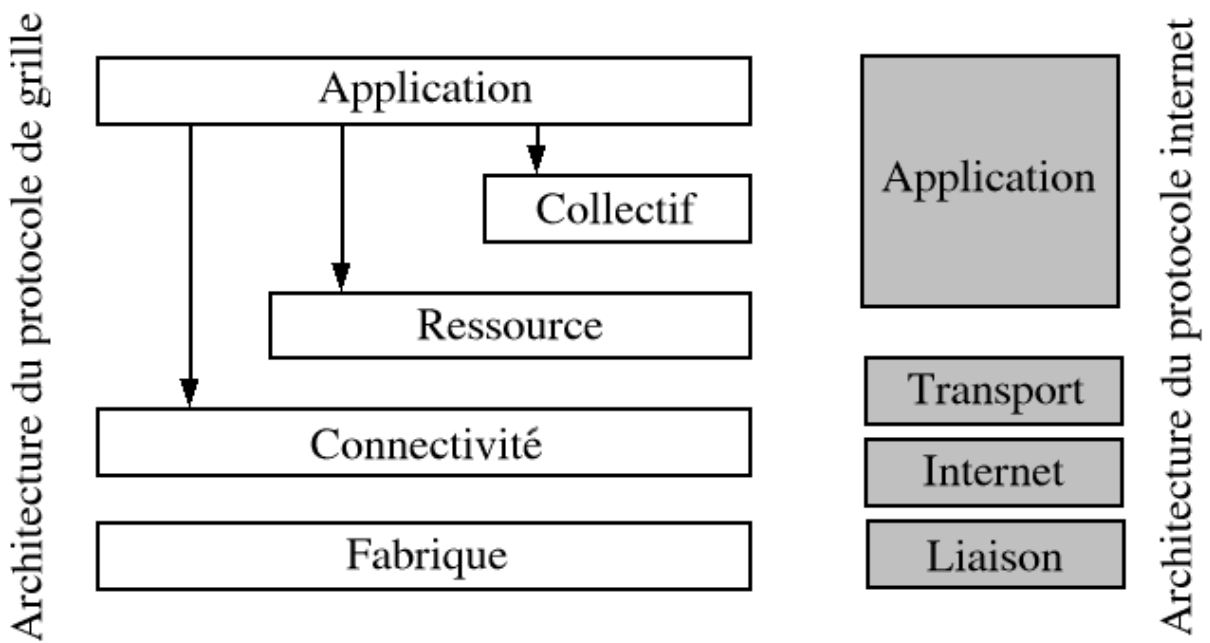 Architecture du protocole de grille
Application
Collectif
Ressource
Connectivité
Fabrique
Application
Transport
Internet
Liaison
Architecture du protocole internet